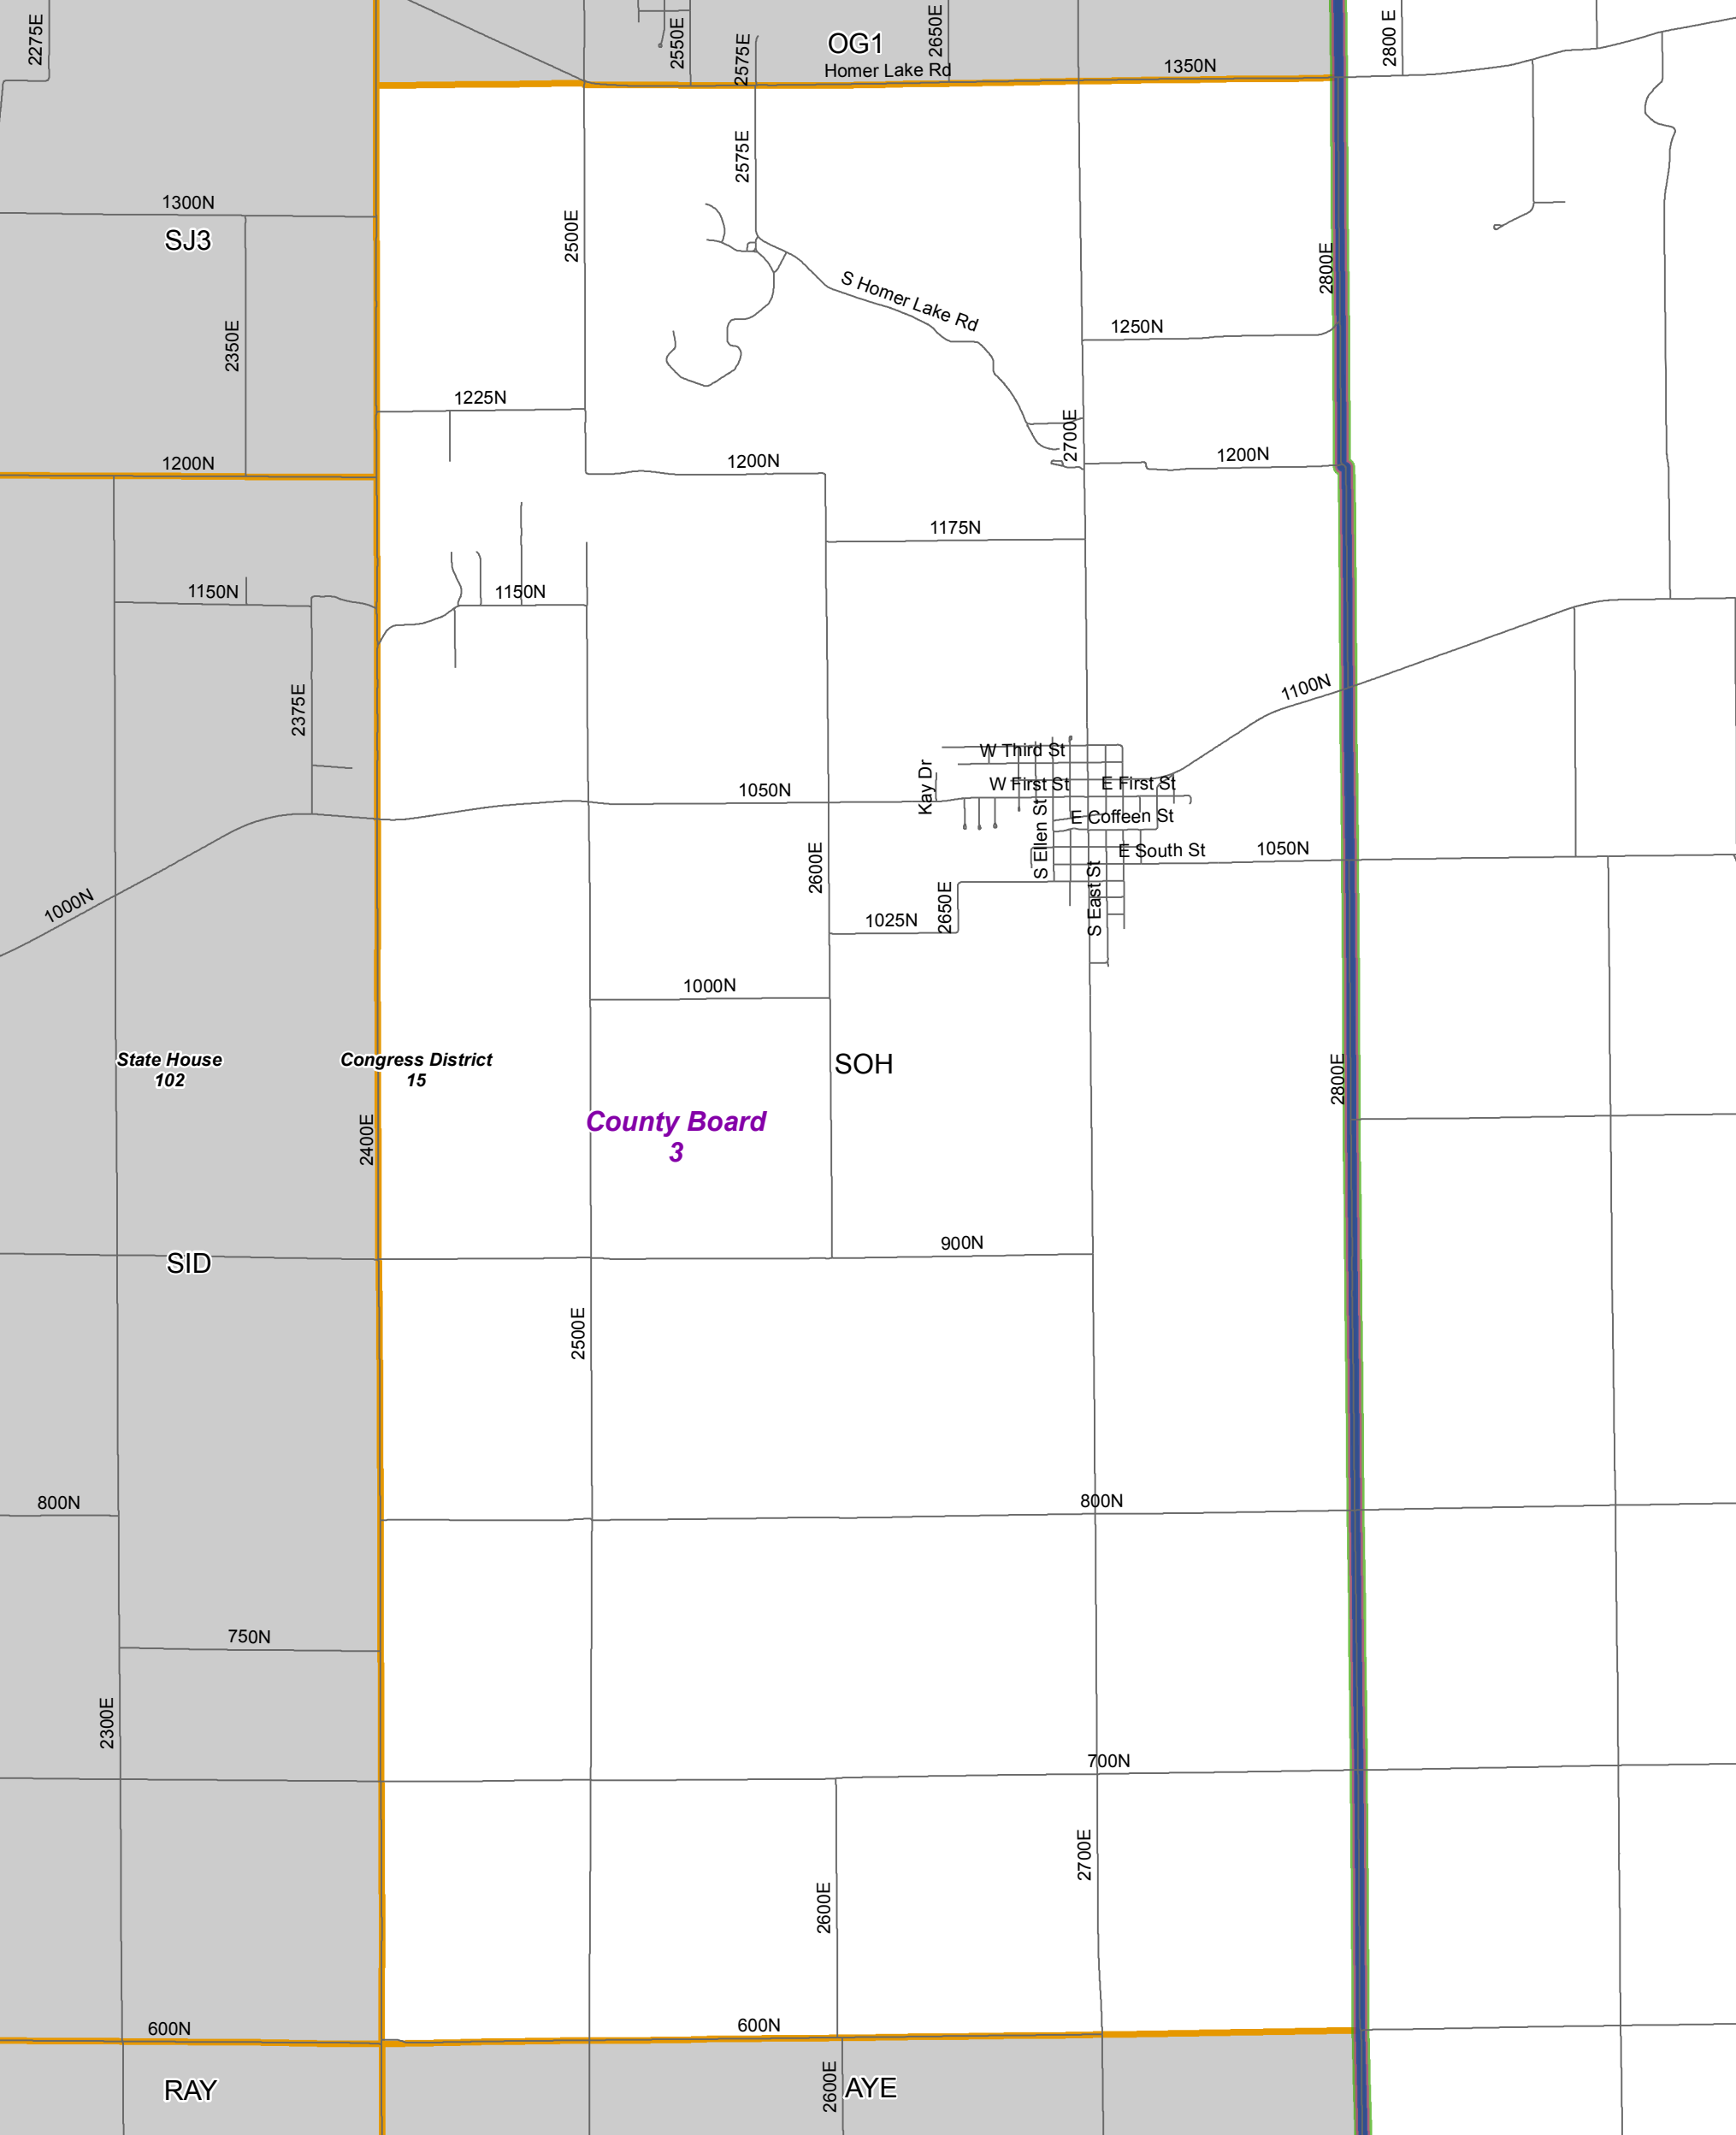 2275E
2550E
2575E
OG1
2650E
2800 E
Homer Lake Rd
1350N
2575E
1300N
SJ3
2500E
2800E
S Homer Lake Rd
2350E
1250N
1225N
2700E
1200N
1200N
1200N
1175N
1150N
1150N
2375E
1100N
W Third St
Kay Dr
W First St
E First St
1050N
S Ellen St
E Coffeen St
2600E
E South St
1050N
1000N
2650E
S East St
1025N
1000N
State House
102
Congress District
15
SOH
2800E
2400E
County Board
3
900N
SID
2500E
800N
800N
750N
2300E
700N
2700E
2600E
600N
600N
RAY
2600E
AYE